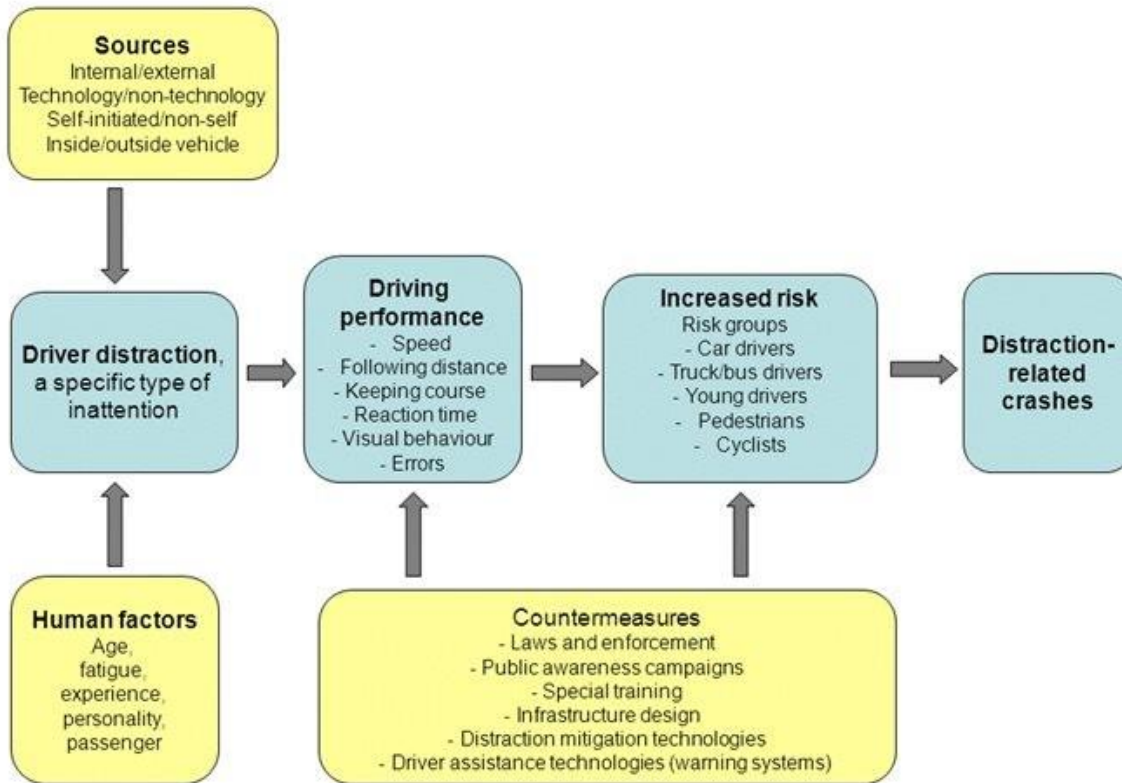 Sources
Internal/external
Technology/non-technology
Self-initiated/non-self
Inside/outside vehicle
Driver distraction,
a specific type of
inattention
Driving
performance
- Speed
- Following distance
- Keeping course
- Reaction time
- Visual behaviour
- Errors
Increased risk
Risk groups
- Car drivers
- Truck/bus drivers
- Young drivers
- Pedestrians
- Cyclists
Distraction-
related
crashes
Human factors
Age,
fatigue,
experience,
personality,
passenger
Countermeasures
- Laws and enforcement
- Public awareness campaigns
- Special training
- Infrastructure design
- Distraction mitigation technologies
- Driver assistance technologies (warning systems)